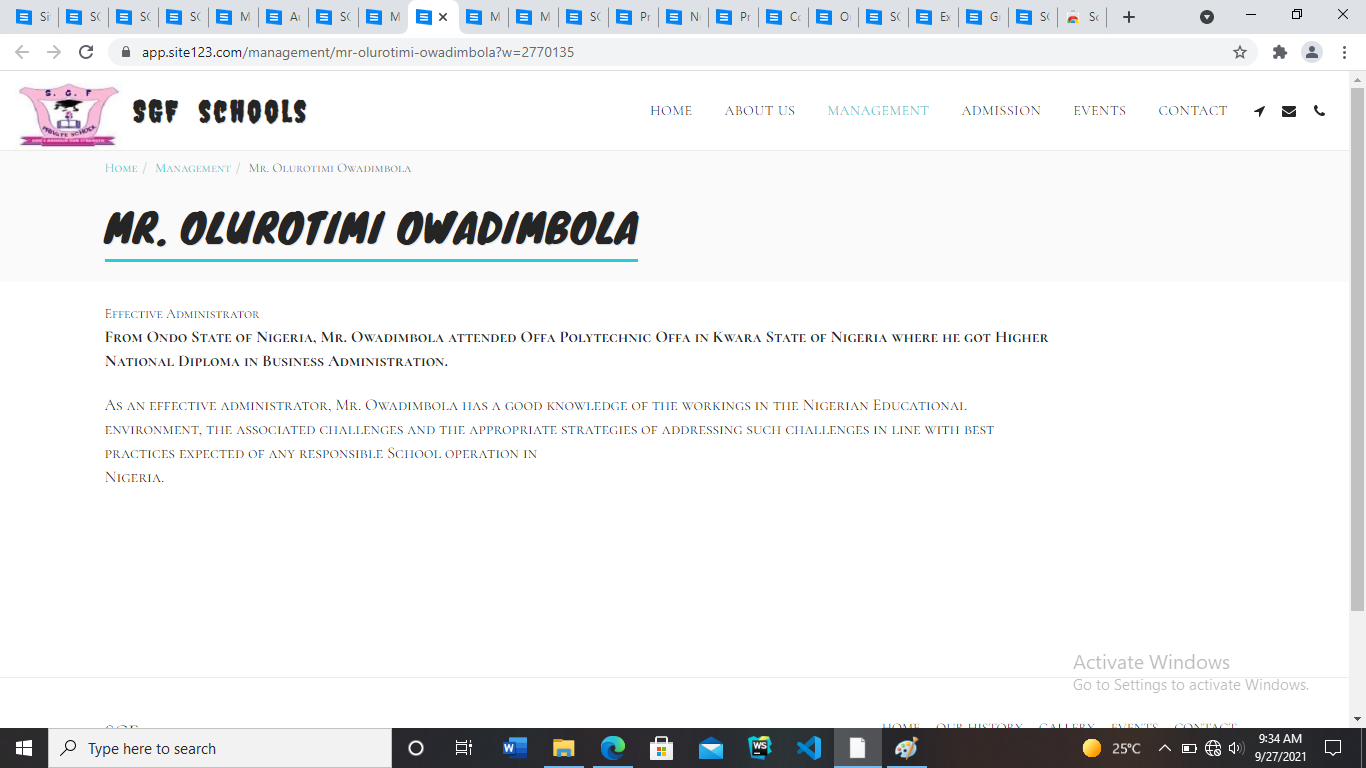 Si SC SC SC M Au SC M M M SC Pr N Pr Co O SC Ex G SC Sc
app.site123.com/management/mr-olurotimi-owadimbola?w=2770135
S. G. F
PRIVATE SCHOOL
SGF SCHOOLS
HOME ABOUT US MANAGEMENT ADMISSION EVENTS CONTACT
Home / Management / Mr. Olurotimi Owadimbola
MR. OLUROTIMI OWADIMBOLA
Effective Administrator
From Ondo State of Nigeria, Mr. Owadimbola attended Offa Polytechnic Offa in Kwara State of Nigeria where he got Higher
National Diploma in Business Administration.
As an effective administrator, Mr. Owadimbola has a good knowledge of the workings in the Nigerian Educational
environment, the associated challenges and the appropriate strategies of addressing such challenges in line with best
practices expected of any responsible School operation in
Nigeria.
Activate Windows
Go to Settings to activate Windows.
SGF
HOME OUR HISTORY GALLERY EVENTS CONTACT
Type here to search
W
WS
25°C
9:34 AM
9/27/2021